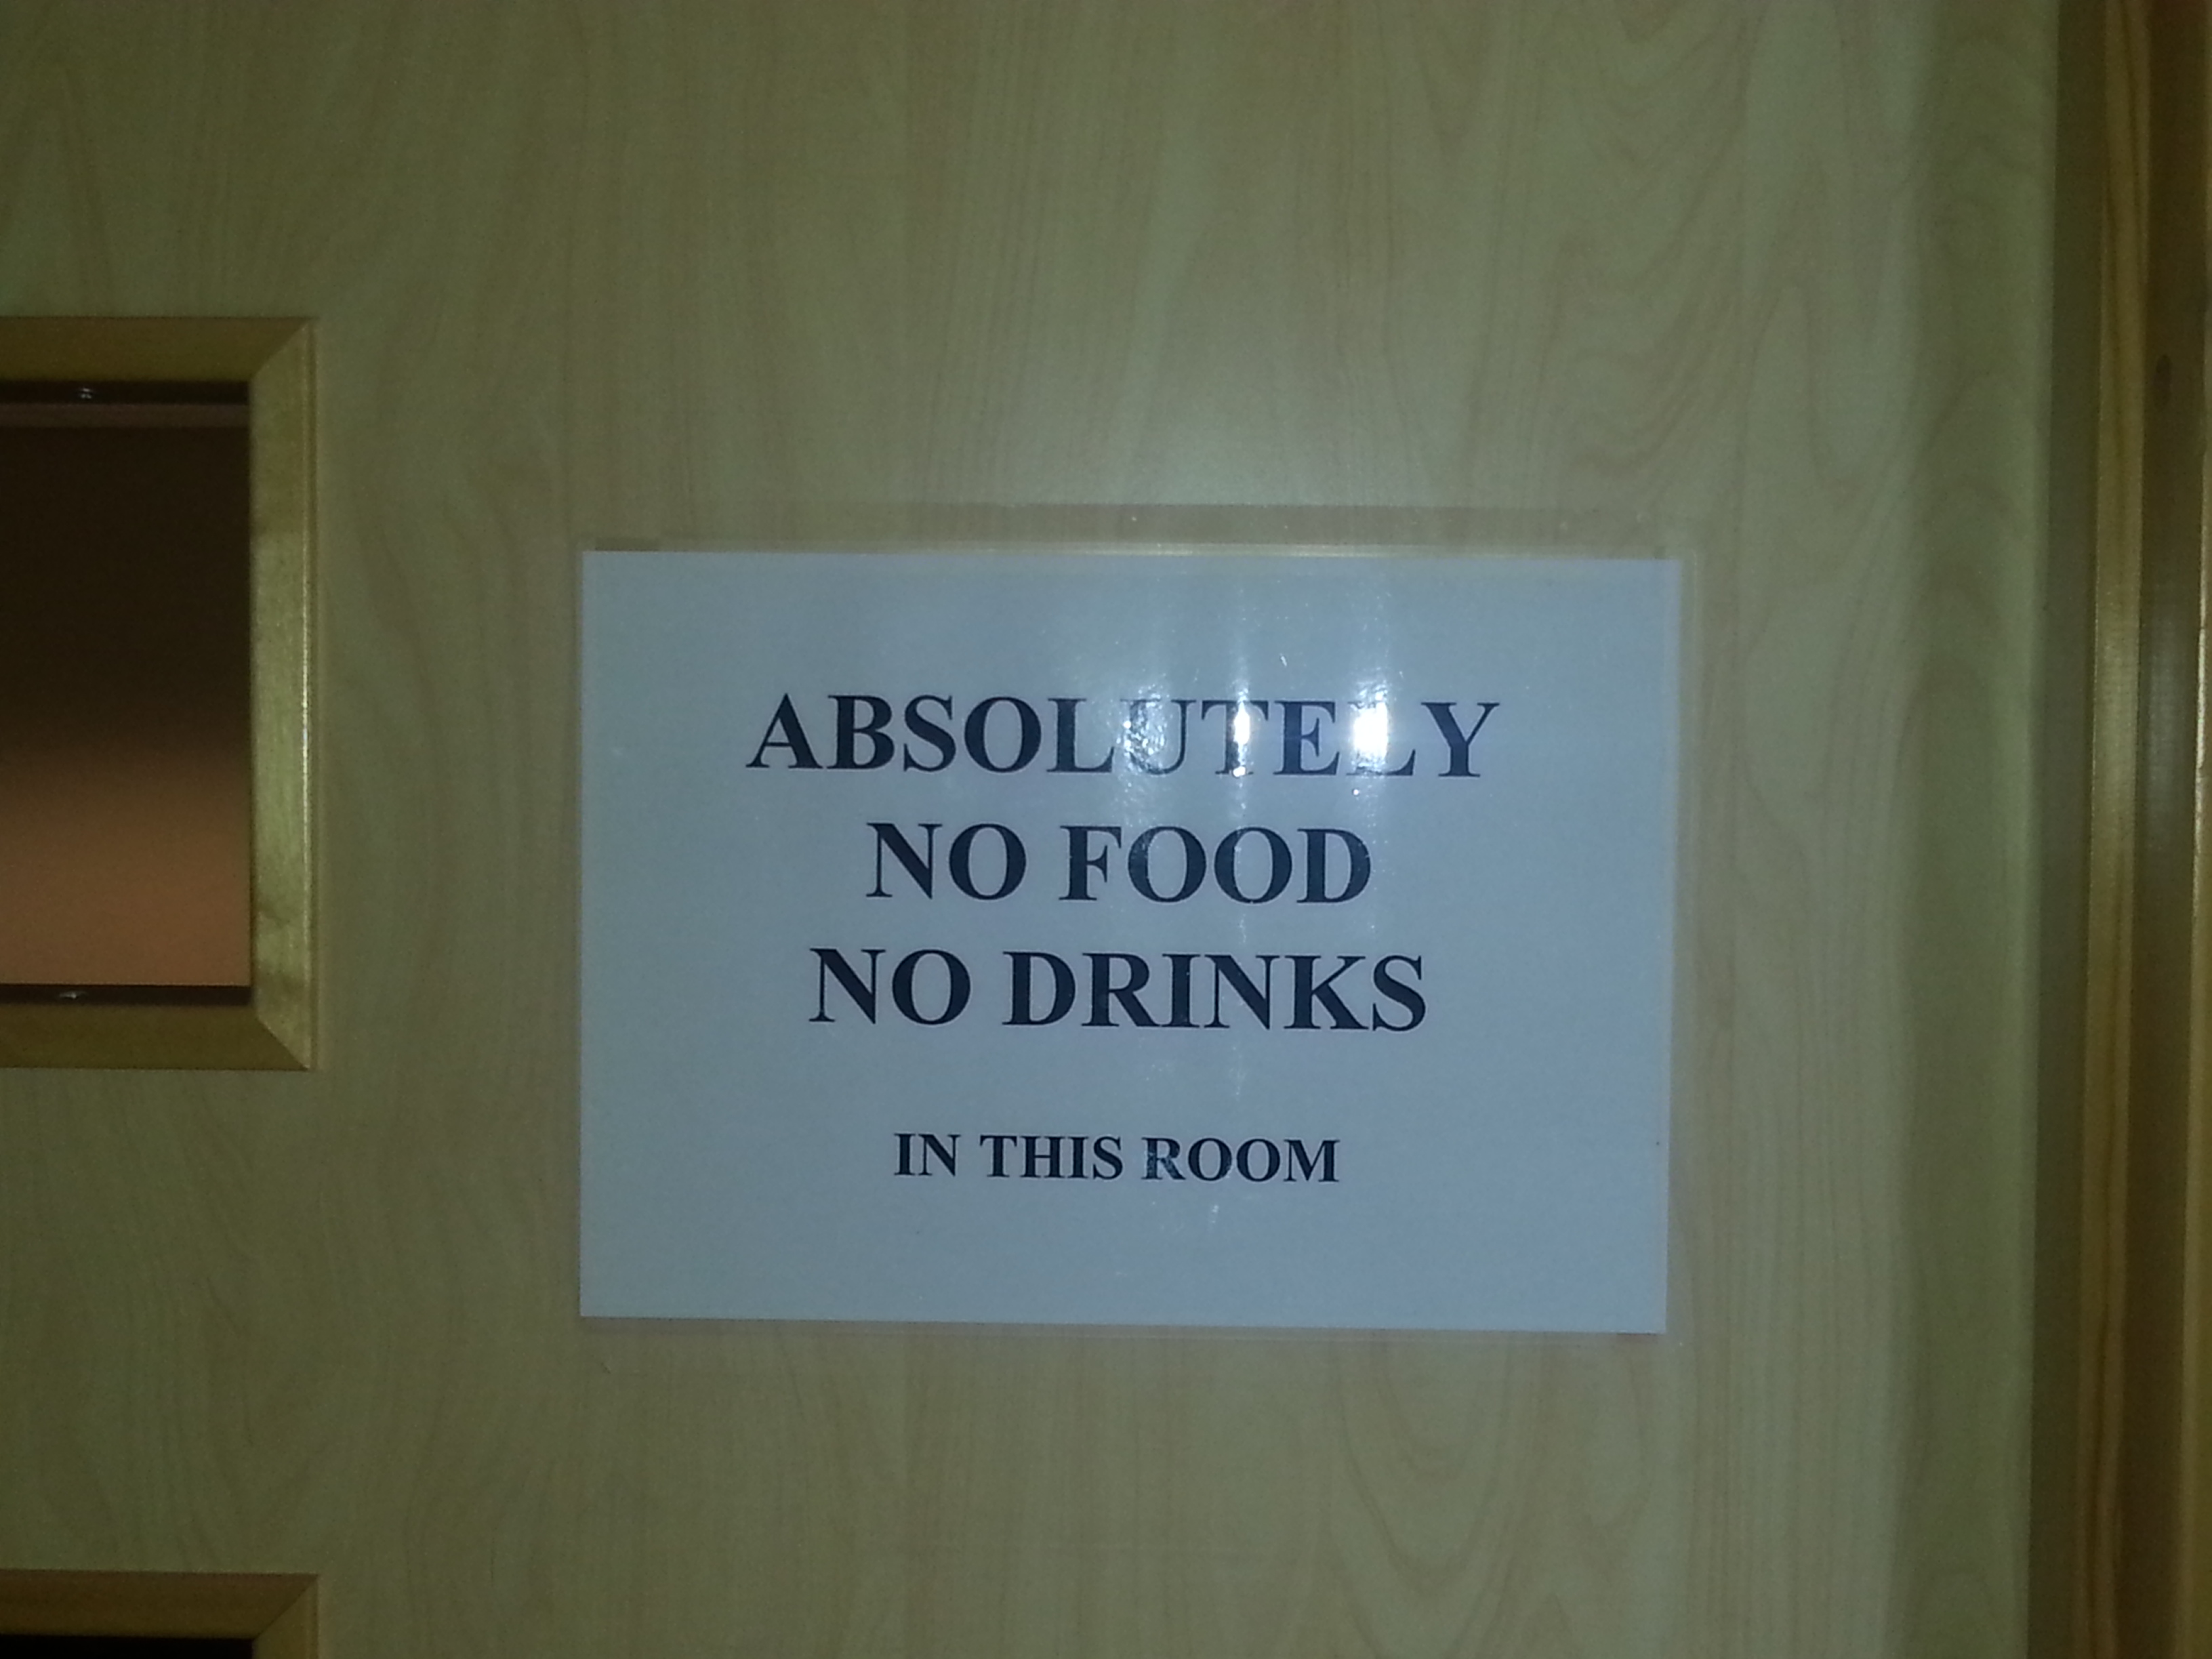 ABSOLUTELY
NO FOOD
NO DRINKS
IN THIS ROOM